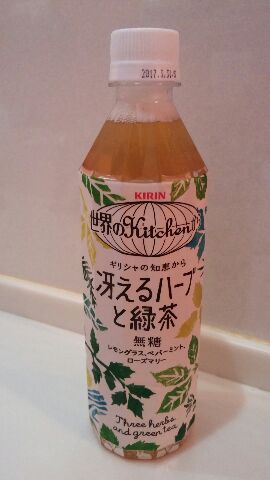 KIRIN
世界のKitchenから
ギリシャの知恵から
冴えるハーブ
と緑茶
無糖
レモングラス、ペパーミント、
ローズマリー
Three herbs
and green tea